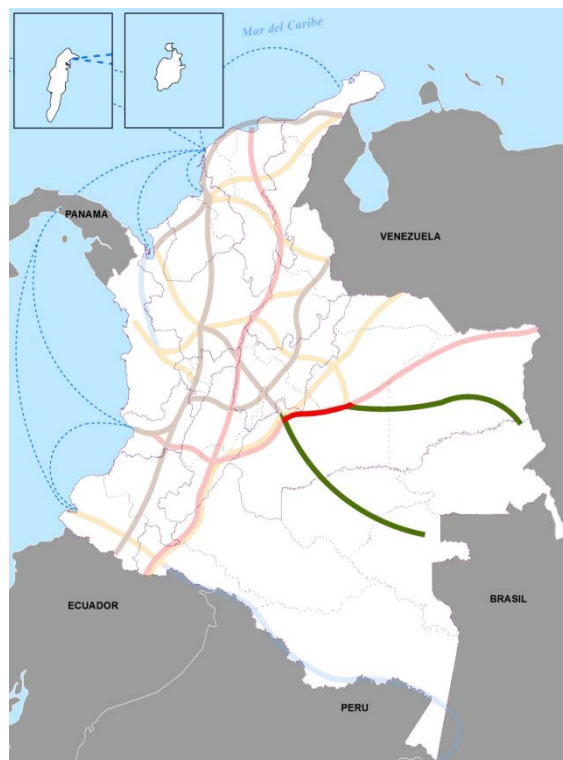 Mar del Caribe
PANAMA
VENEZUELA
ECUADOR
BRASIL
PERU